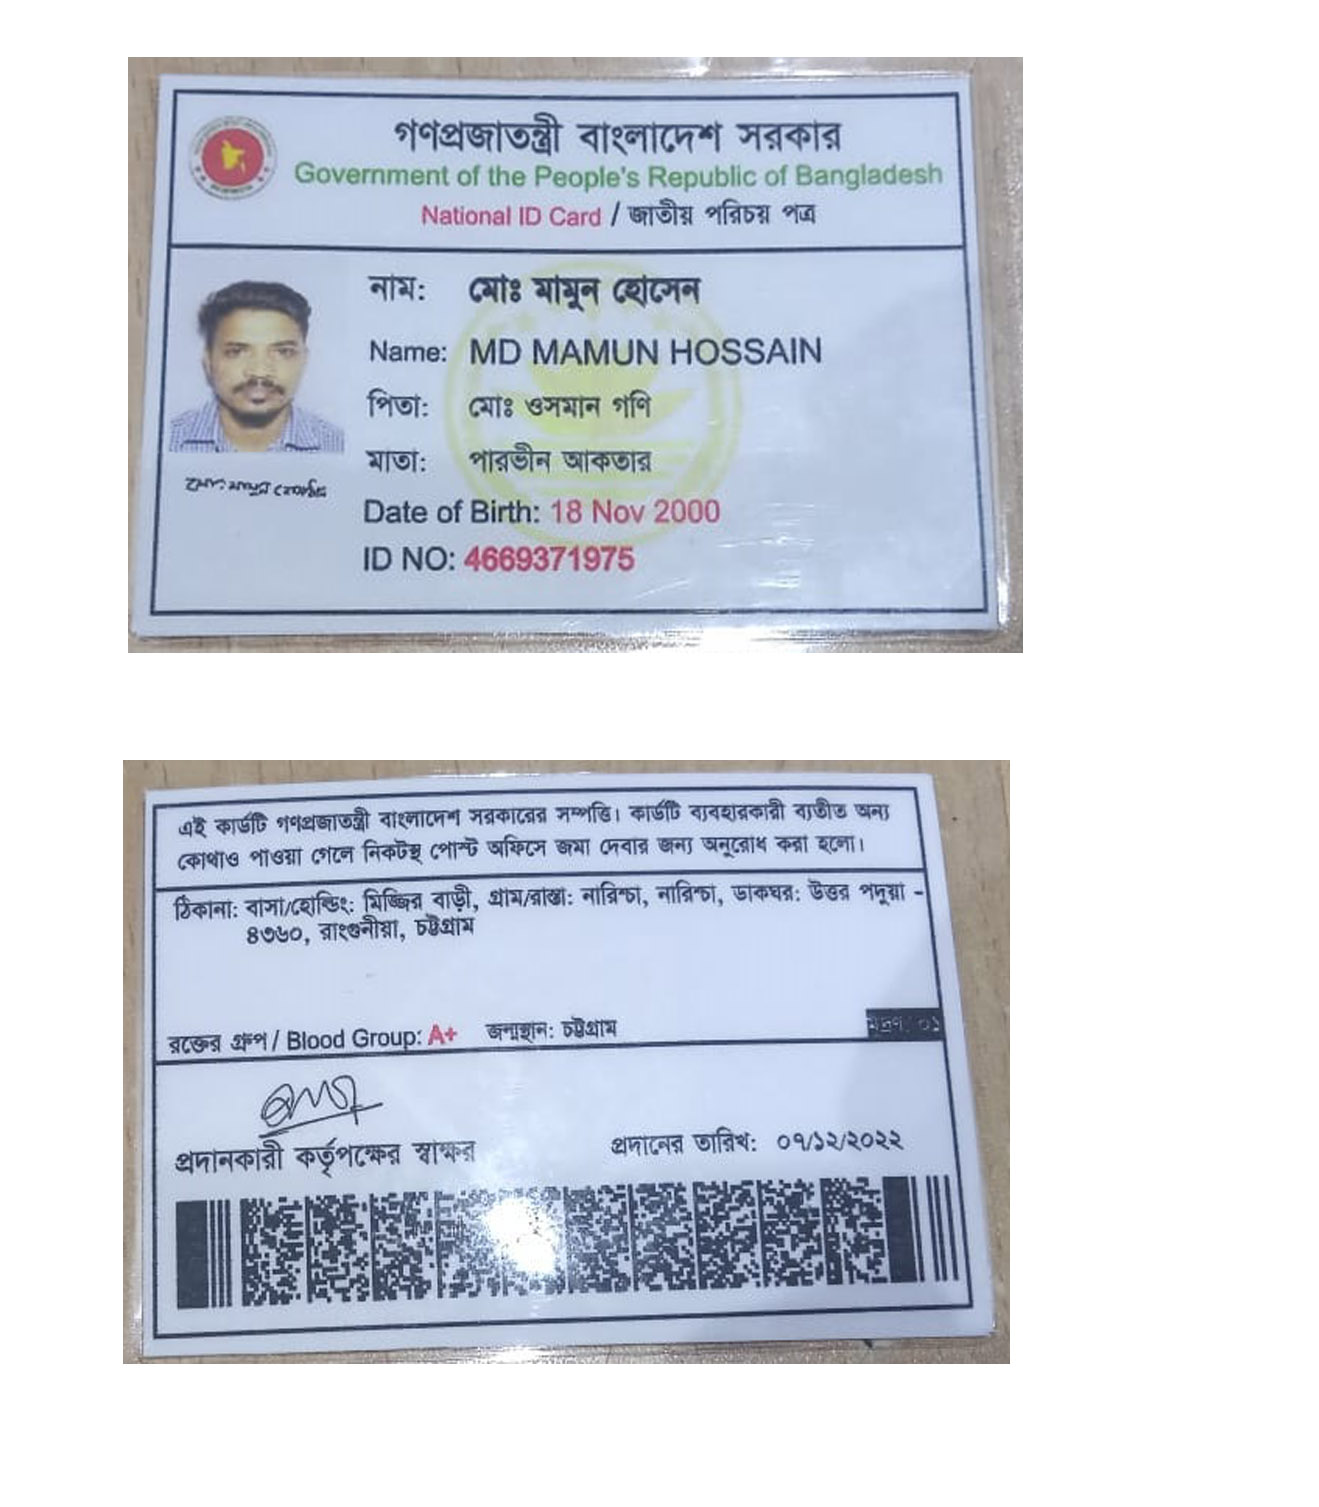 গণপ্রজাতন্ত্রী বাংলাদেশ সরকার
Government of the People's Republic of Bangladesh
National ID Card / জাতীয় পরিচয় পত্র
নাম: মোঃ মামুন হোসেন
Name: MD MAMUN HOSSAIN
পিতা: মোঃ ওসমান গণি
মাতা: পারভীন আকতার
Date of Birth: 18 Nov 2000
ID NO: 4669371975
এই কার্ডটি গণপ্রজাতন্ত্রী বাংলাদেশ সরকারের সম্পত্তি। কার্ডটি ব্যবহারকারী ব্যতীত অন্য
কোথাও পাওয়া গেলে নিকটস্থ পোস্ট অফিসে জমা দেবার জন্য অনুরোধ করা হলো।
ঠিকানা: বাসা/হোল্ডিং: মিজ্জির বাড়ী, গ্রাম/রাস্তা: নারিশ্চা, নারিশ্চা, ডাকঘর: উত্তর পদুয়া -
৪৩৬০, রাংগুনীয়া, চট্টগ্রাম
রক্তের গ্রুপ / Blood Group: A+ জন্মস্থান: চট্টগ্রাম
মুদ্রণ: ০১
প্রদানকারী কর্তৃপক্ষের স্বাক্ষর
প্রদানের তারিখ: ০৭/১২/২০২২